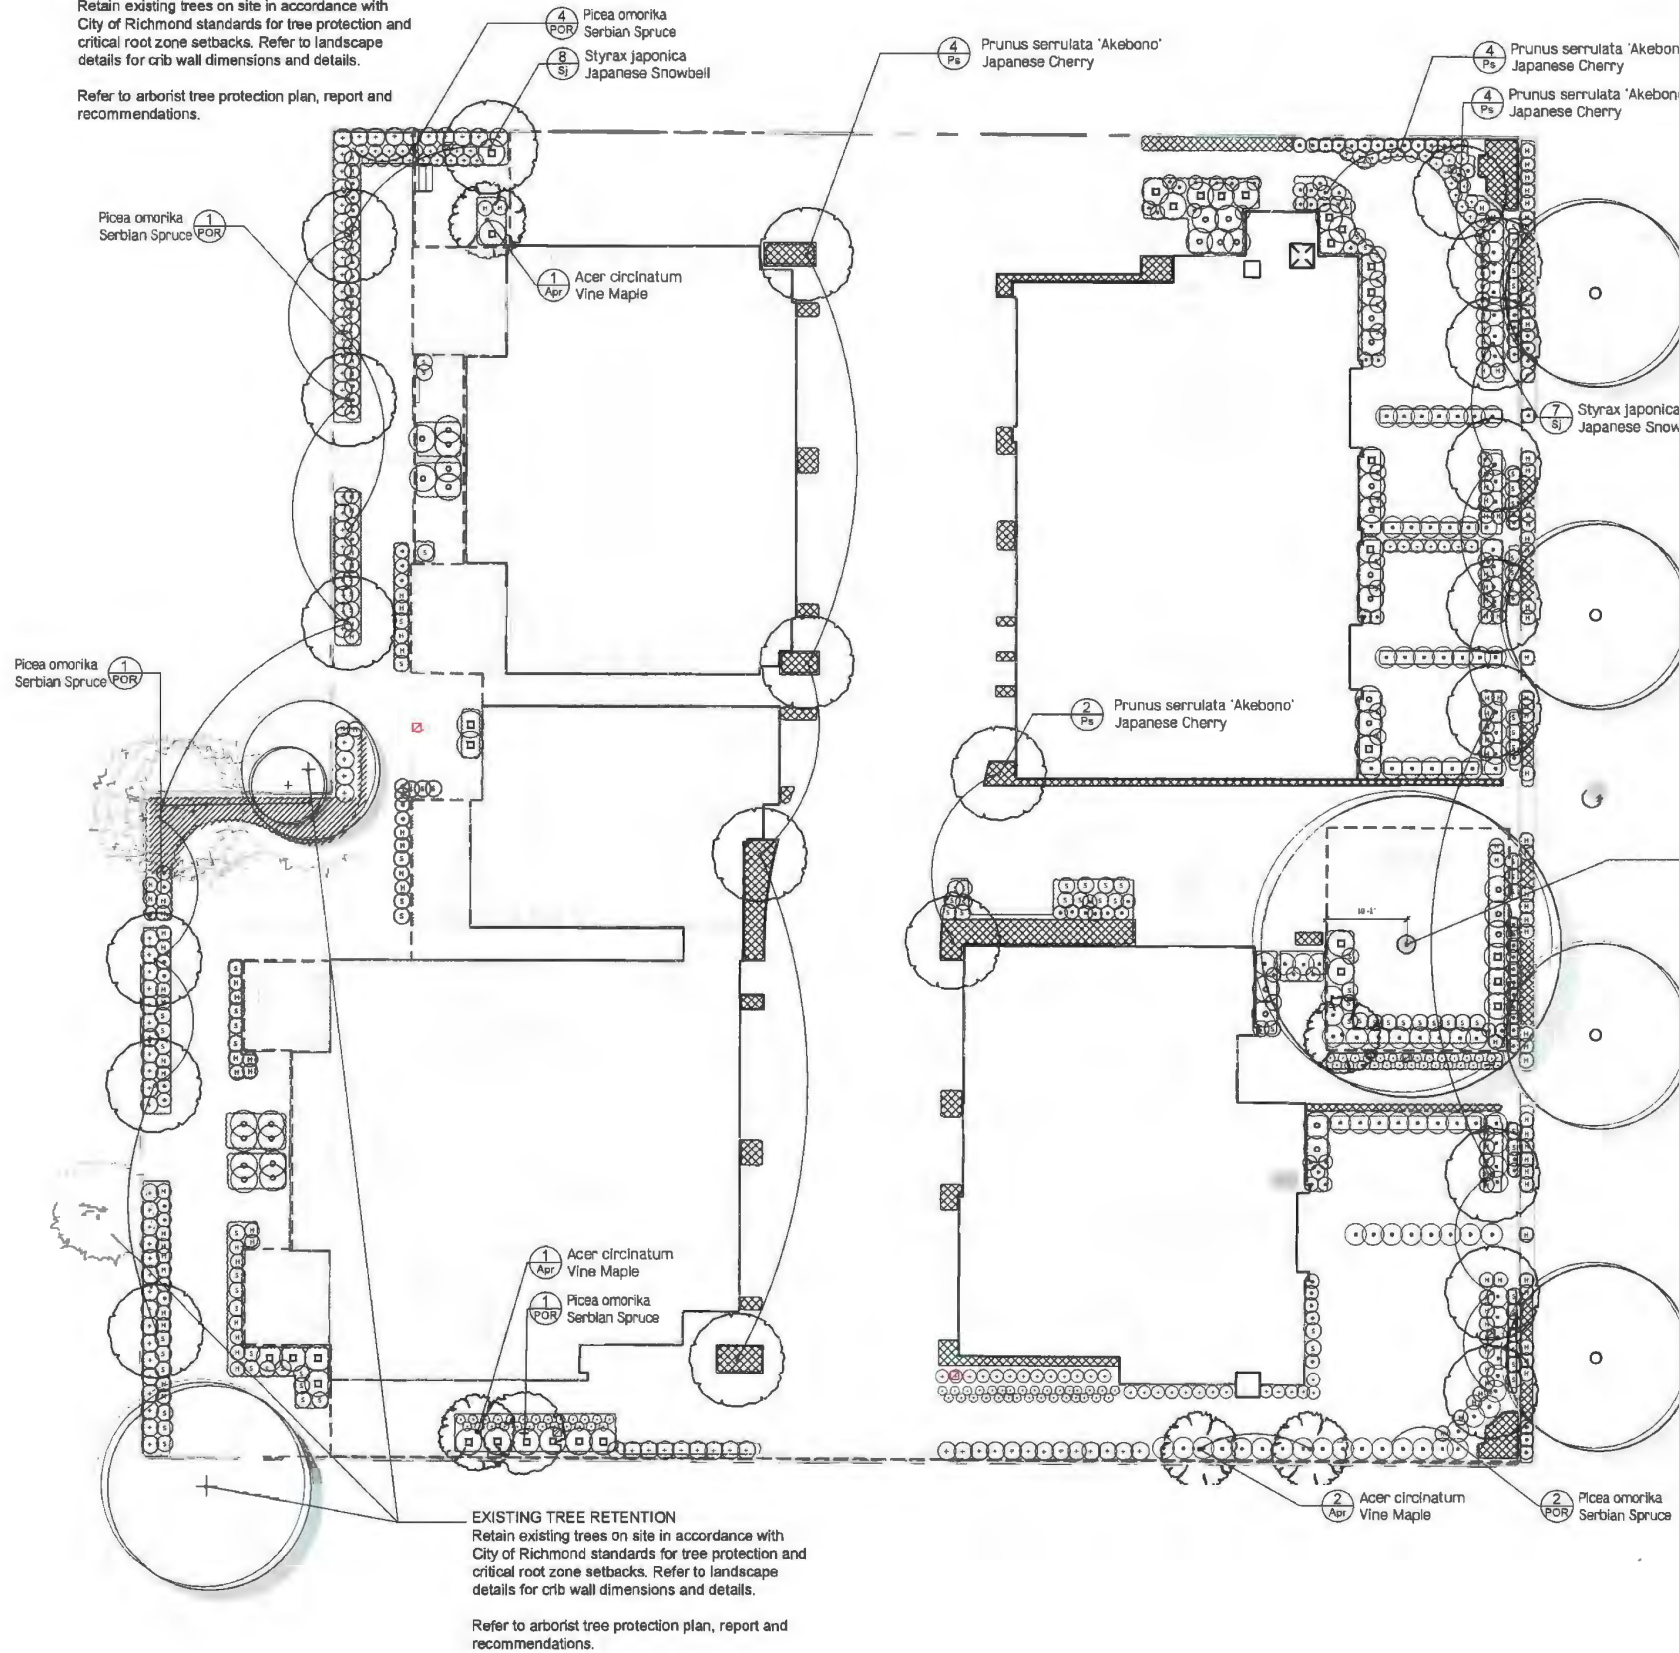 Retain existing trees on site in accordance with
City of Richmond standards for tree protection and
critical root zone setbacks. Refer to landscape
details for crib wall dimensions and details.
Refer to arborist tree protection plan, report and
recommendations.
4
POR
Picea omorika
Serbian Spruce
8
Sj
Styrax japonica
Japanese Snowbell
4
Ps
Prunus serrulata 'Akebono'
Japanese Cherry
4
Ps
Prunus serrulata 'Akebon
Japanese Cherry
4
Ps
Prunus serrulata 'Akebon
Japanese Cherry
Picea omorika
Serbian Spruce
1
POR
1
Apr
Acer circinatum
Vine Maple
7
Sj
Styrax japonica
Japanese Snow
Picea omorika
Serbian Spruce
1
POR
2
Ps
Prunus serrulata 'Akebono'
Japanese Cherry
1
Apr
Acer circinatum
Vine Maple
1
POR
Picea omorika
Serbian Spruce
2
Apr
Acer circinatum
Vine Maple
2
POR
Picea omorika
Serbian Spruce
EXISTING TREE RETENTION
Retain existing trees on site in accordance with
City of Richmond standards for tree protection and
critical root zone setbacks. Refer to landscape
details for crib wall dimensions and details.
Refer to arborist tree protection plan, report and
recommendations.